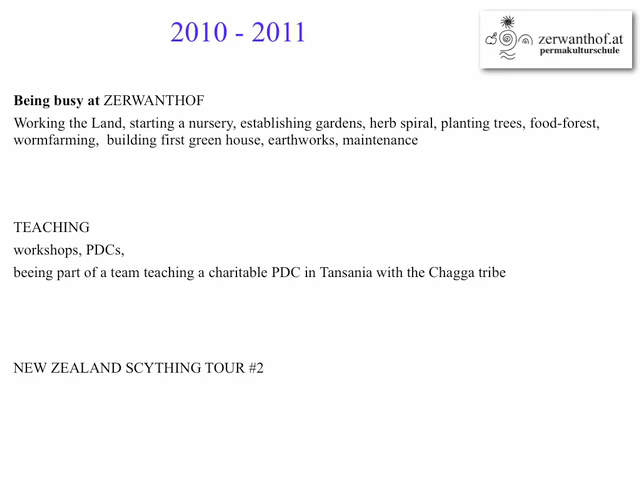 2010 - 2011
zerwanthof.at
permakulturschule
Being busy at ZERWANTHOF
Working the Land, starting a nursery, establishing gardens, herb spiral, planting trees, food-forest,
wormfarming, building first green house, earthworks, maintenance
TEACHING
workshops, PDCs,
beeing part of a team teaching a charitable PDC in Tansania with the Chagga tribe
NEW ZEALAND SCYTHING TOUR #2